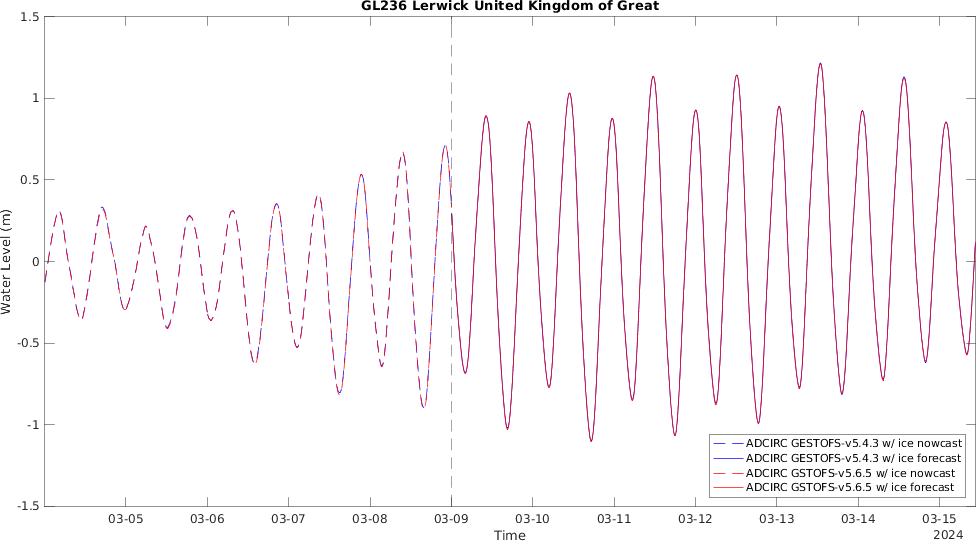 GL236 Lerwick United Kingdom of Great
1.5
1
0.5
0
-0.5
-1
-1.5
Water Level (m)
ADCIRC GESTOFS-v5.4.3 w/ ice nowcast
ADCIRC GESTOFS-v5.4.3 w/ ice forecast
ADCIRC GSTOFS-v5.6.5 w/ ice nowcast
ADCIRC GSTOFS-v5.6.5 w/ ice forecast
03-05 03-06 03-07 03-08 03-09 03-10 03-11 03-12 03-13 03-14 03-15
Time
2024